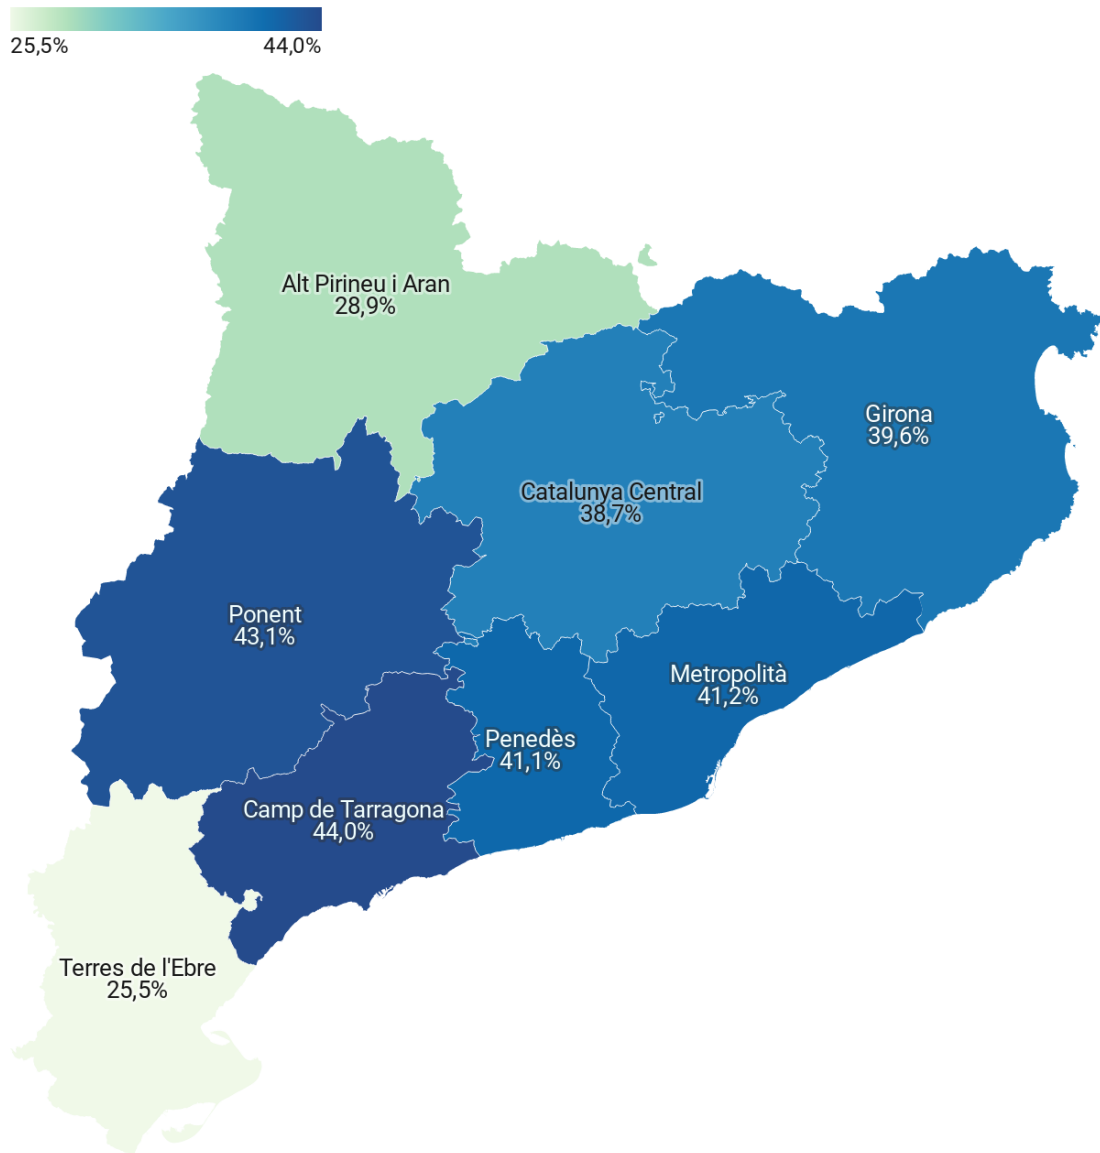 25,5%
44,0%
Alt Pirineu i Aran
28,9%
Girona
39,6%
Catalunya Central
38,7%
Ponent
43,1%
Metropolità
41,2%
Penedès
41,1%
Camp de Tarragona
44,0%
Terres de l'Ebre
25,5%